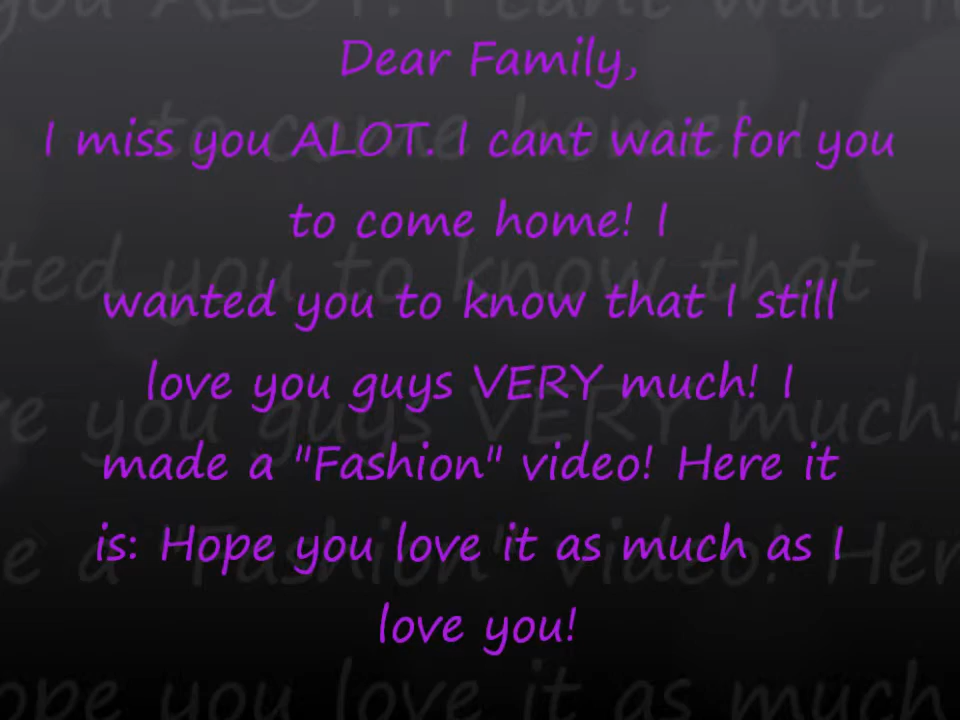 Dear Family,
I miss you ALOT. I cant wait for you
to come home! I
wanted you to know that I still
love you guys VERY much! I
made a "Fashion" video! Here it
is: Hope you love it as much as I
love you!